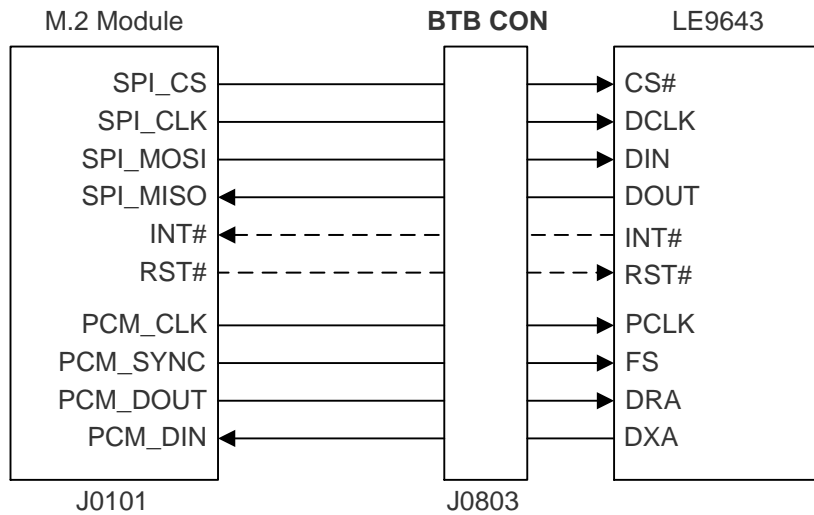 M.2 Module BTB CON LE9643
SPI_CS CS#
SPI_CLK DCLK
SPI_MOSI DIN
SPI_MISO DOUT
INT# INT#
RST# RST#
PCM_CLK PCLK
PCM_SYNC FS
PCM_DOUT DRA
PCM_DIN DXA
J0101 J0803